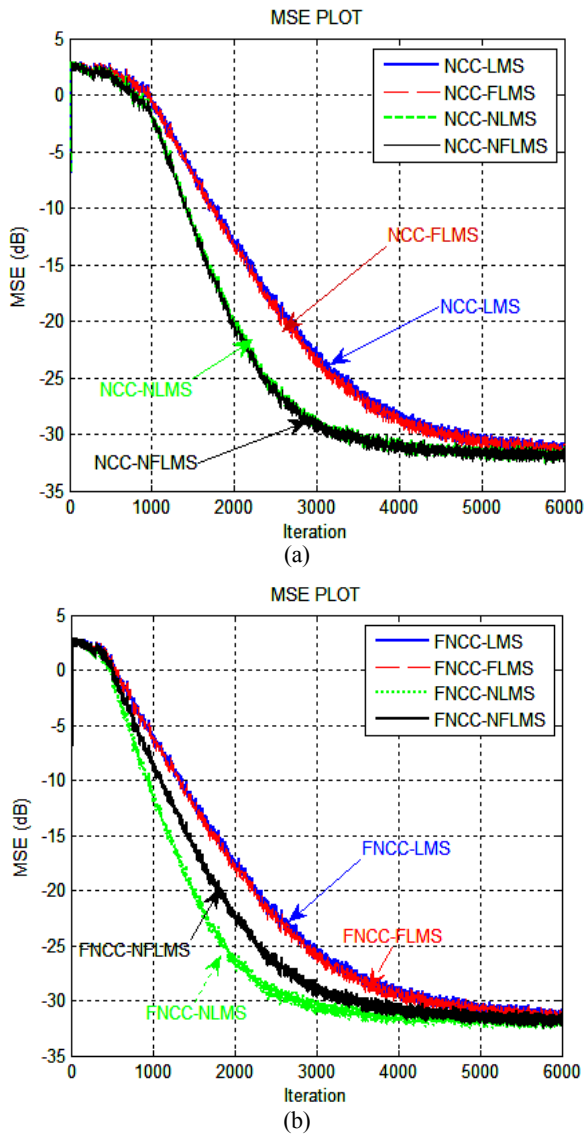 MSE PLOT
5
0
-5
-10
-15
-20
-25
-30
-35
MSE (dB)
NCC-LMS
NCC-FLMS
NCC-NLMS
NCC-NFLMS
NCC-FLMS
NCC-LMS
NCC-NLMS
NCC-NFLMS
0 1000 2000 3000 4000 5000 6000
Iteration
(a)
MSE PLOT
5
0
-5
-10
-15
-20
-25
-30
-35
MSE (dB)
FNCC-LMS
FNCC-FLMS
FNCC-NLMS
FNCC-NFLMS
FNCC-LMS
FNCC-FLMS
FNCC-NFLMS
FNCC-NLMS
0 1000 2000 3000 4000 5000 6000
Iteration
(b)